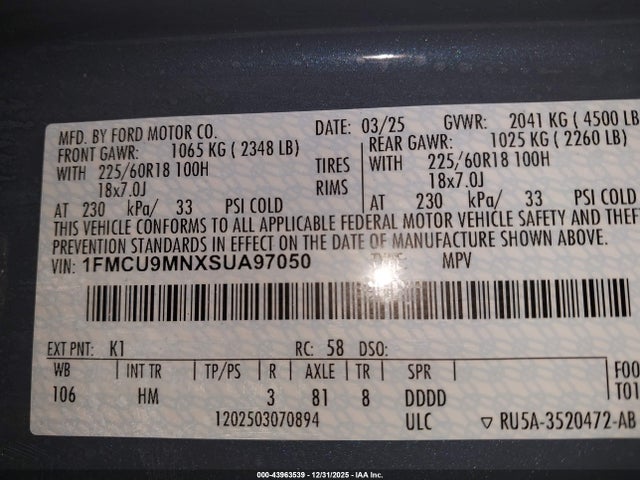 MFD. BY FORD MOTOR CO. DATE: 03/25 GVWR: 2041 KG ( 4500 LB
FRONT GAWR: 1065 KG ( 2348 LB) REAR GAWR: 1025 KG ( 2260 LB)
WITH 225/60R18 100H TIRES WITH 225/60R18 100H
18x7.0J RIMS 18x7.0J
AT 230 kPa/ 33 PSI COLD AT 230 kPa/ 33 PSI COLD
THIS VEHICLE CONFORMS TO ALL APPLICABLE FEDERAL MOTOR VEHICLE SAFETY AND THEFT
PREVENTION STANDARDS IN EFFECT ON THE DATE OF MANUFACTURE SHOWN ABOVE.
VIN: 1FMCU9MNXSUA97050 MPV
EXT PNT: K1 RC: 58 DSO:
WB INT TR TP/PS R AXLE TR SPR F00
106 HM 3 81 8 DDDD T01
1202503070894 ULC ▽ RU5A-3520472-AB
000-43963539 - 12/31/2025 - IAA Inc.